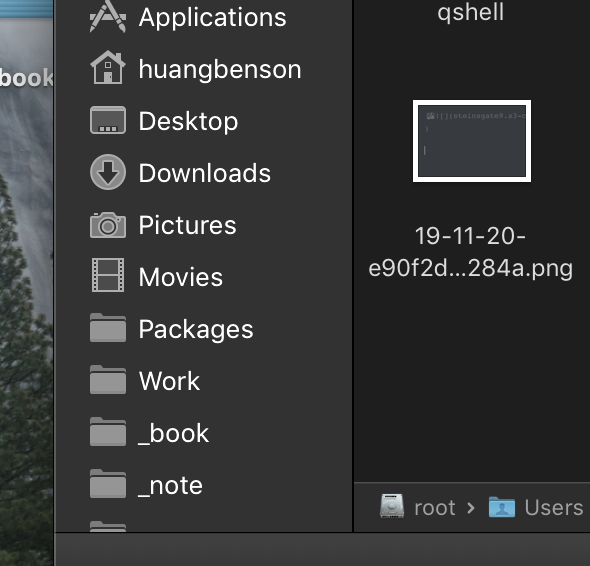 Applications
huangbenson
Desktop
Downloads
Pictures
Movies
Packages
Work
_book
_note
book
qshell
19-11-20-
e90f2d...284a.png
root › Users